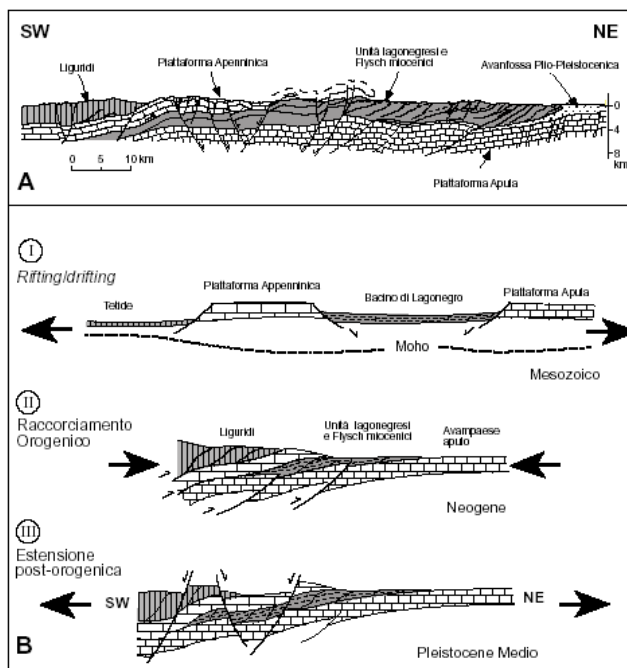 SW
NE
Liguridi
Piattaforma Apenninica
Unità lagonegresi e
Flysch miocenici
Avanfossa Plio-Pleistocenica
0
4
8
km
0 5 10 km
Piattaforma Apula
A
I
Rifting/drifting
Tetide
Piattaforma Appenninica
Bacino di Lagonegro
Piattaforma Apula
Moho
Mesozoico
II
Raccorciamento
Orogenico
Liguridi
Unità lagonegresi
e Flysch miocenici
Avampaese
apulo
Neogene
III
Estensione
post-orogenica
SW
NE
B
Pleistocene Medio